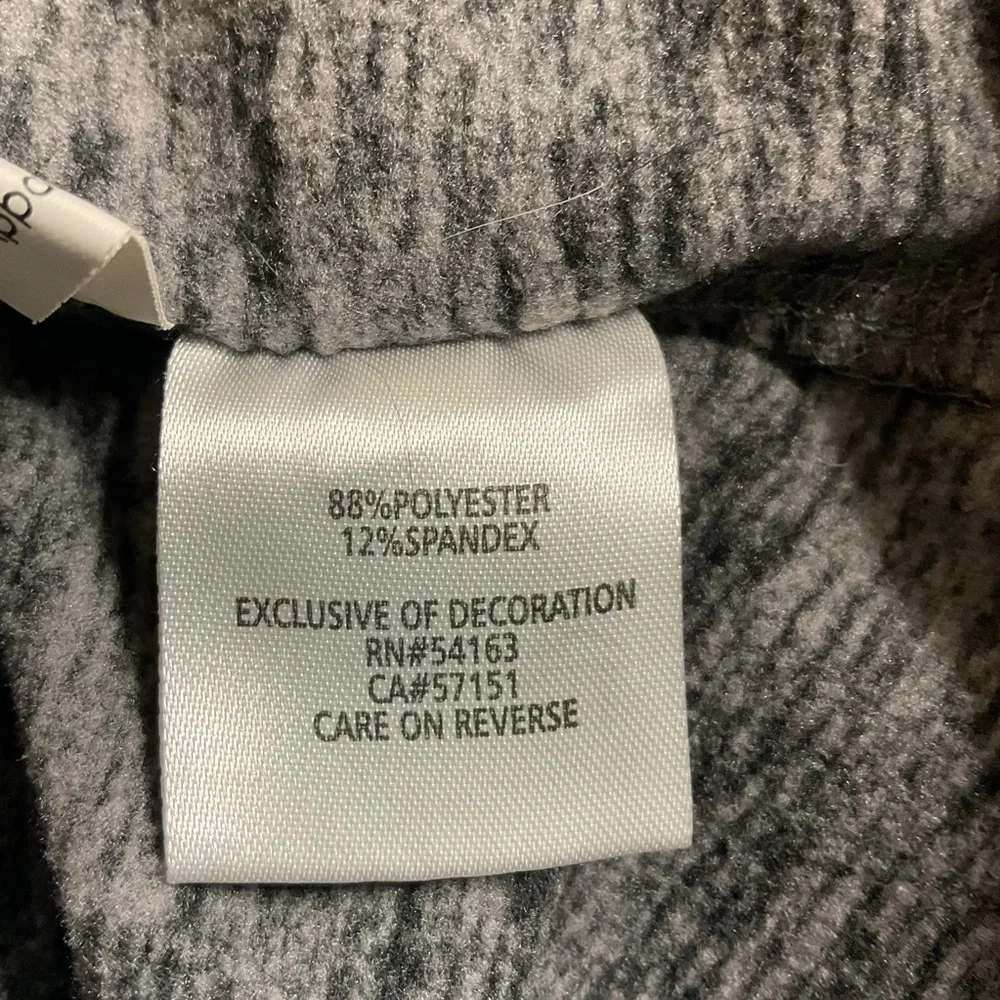 88%POLYESTER
12%SPANDEX
EXCLUSIVE OF DECORATION
RN#54163
CA#57151
CARE ON REVERSE